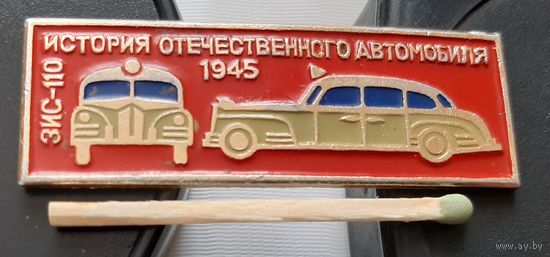 ИСТОРИЯ ОТЕЧЕСТВЕННОГО АВТОМОБИЛЯ
ЗИС-110
1945
www.ay.by